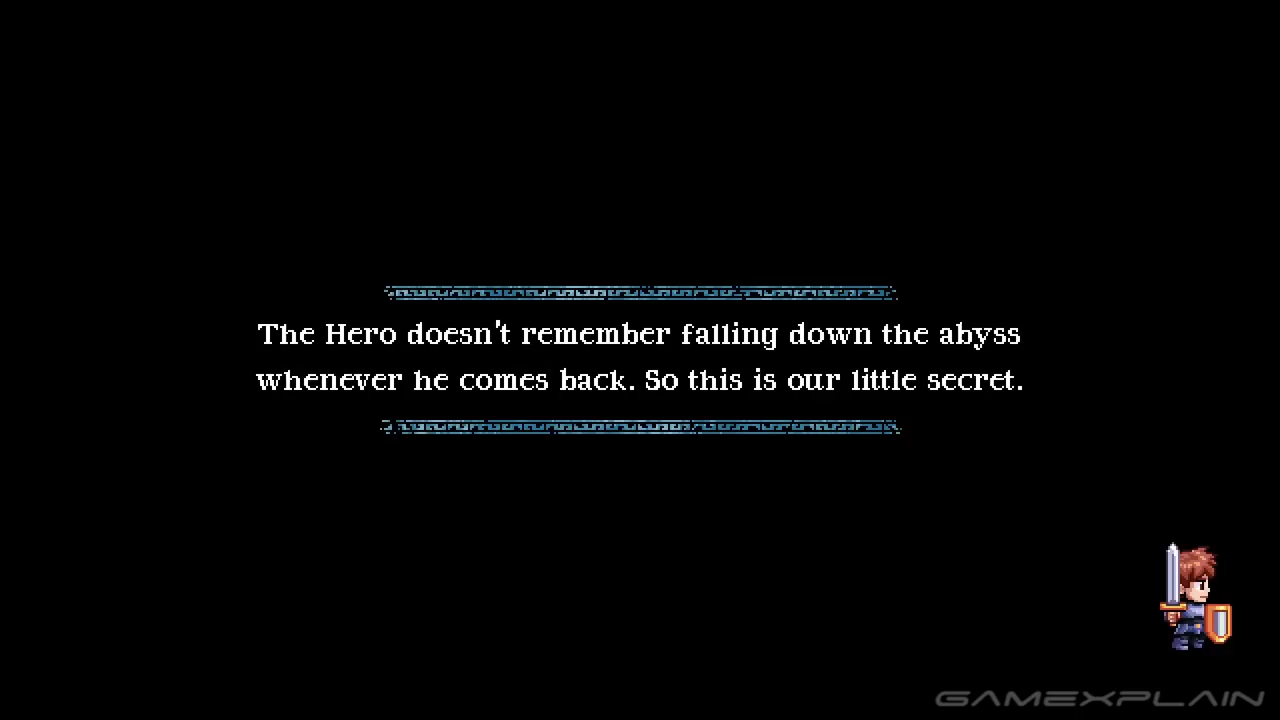 The Hero doesn't remember falling down the abyss
whenever he comes back. So this is our little secret.
GAMEXPLAIN